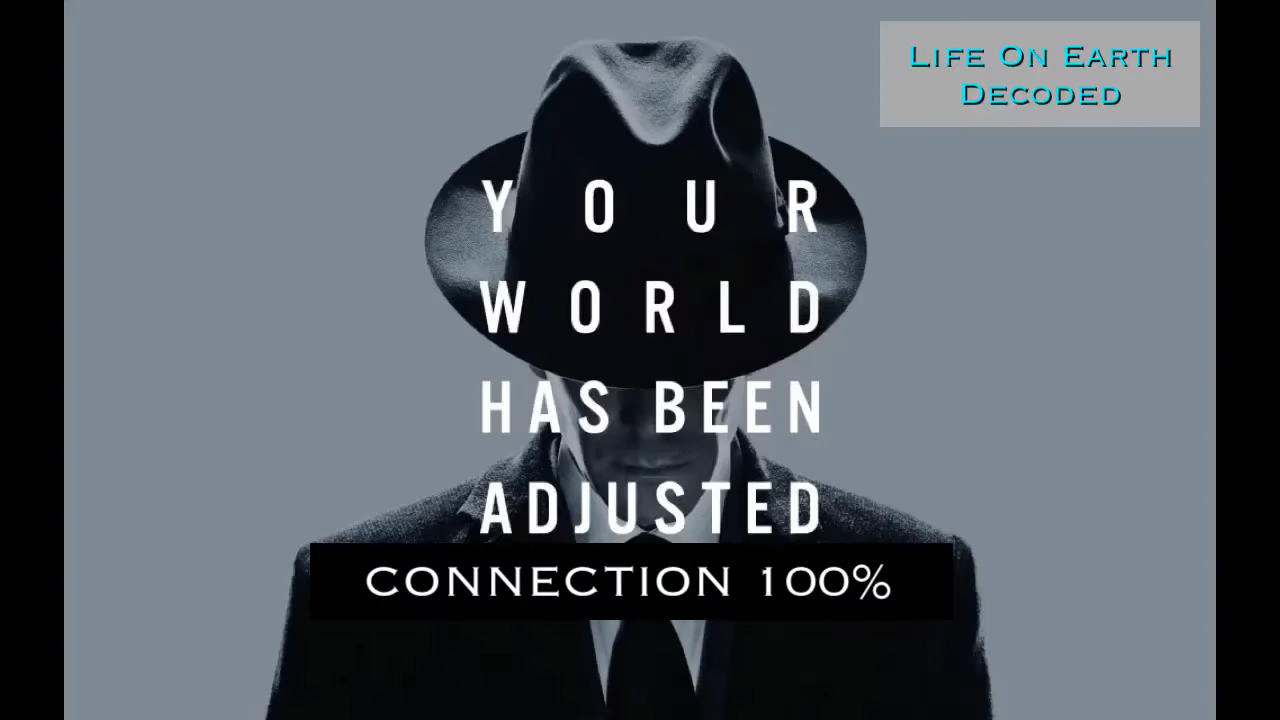 Life On Earth
Decoded
YOUR
WORLD
HAS BEEN
ADJUSTED
CONNECTION 100%